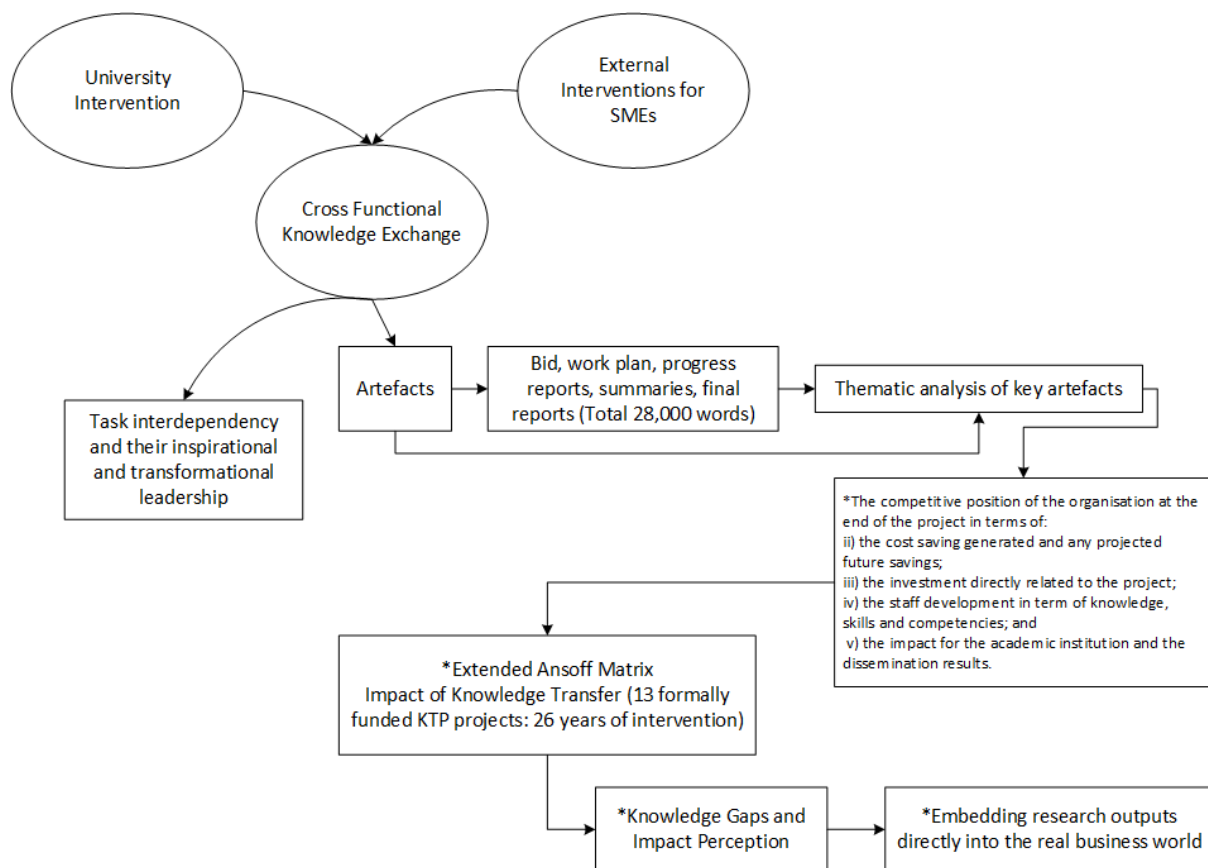 University
Intervention
External
Interventions for
SMEs
Cross Functional
Knowledge Exchange
Artefacts
Bid, work plan, progress
reports, summaries, final
reports (Total 28,000 words)
Thematic analysis of key artefacts
Task interdependency
and their inspirational
and transformational
leadership
*The competitive position of the organisation at the
end of the project in terms of:
ii) the cost saving generated and any projected
future savings;
iii) the investment directly related to the project;
iv) the staff development in term of knowledge,
skills and competencies; and
v) the impact for the academic institution and the
dissemination results.
*Extended Ansoff Matrix
Impact of Knowledge Transfer (13 formally
funded KTP projects: 26 years of intervention)
*Knowledge Gaps and
Impact Perception
*Embedding research outputs
directly into the real business world